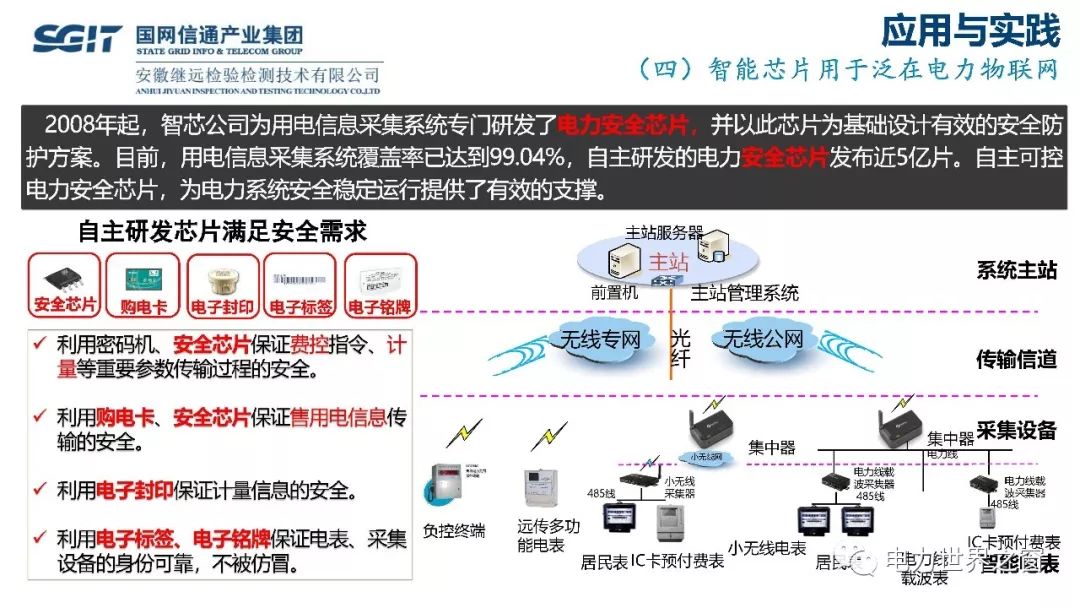 SGIT 国网信通产业集团
STATE GRID INFO & TELECOM GROUP
安徽继远检验检测技术有限公司
ANHUI JIYUAN INSPECTION AND TESTING TECHNOLOGY CO.,LTD
应用与实践
（四）智能芯片用于泛在电力物联网
2008年起，智芯公司为用电信息采集系统专门研发了电力安全芯片，并以此芯片为基础设计有效的安全防
护方案。目前，用电信息采集系统覆盖率已达到99.04%，自主研发的电力安全芯片发布近5亿片。自主可控
电力安全芯片，为电力系统安全稳定运行提供了有效的支撑。
自主研发芯片满足安全需求
安全芯片
购电卡
电子封印
电子标签
电子铭牌
✓ 利用密码机、安全芯片保证费控指令、计
量等重要参数传输过程的安全。
✓ 利用购电卡、安全芯片保证售用电信息传
输的安全。
✓ 利用电子封印保证计量信息的安全。
✓ 利用电子标签、电子铭牌保证电表、采集
设备的身份可靠，不被仿冒。
主站服务器
主站
前置机
主站管理系统
系统主站
无线专网
光
纤
无线公网
传输信道
采集设备
集中器
小无线网
集中器
电力线
负控终端
远传多功
能电表
485线
小无线
采集器
居民表
IC卡预付费表
小无线电表
电力线载
波采集器
485线
居民表
载波表
电力线载
波采集器
485线
IC卡预付费表
智能电表
电力世界之窗